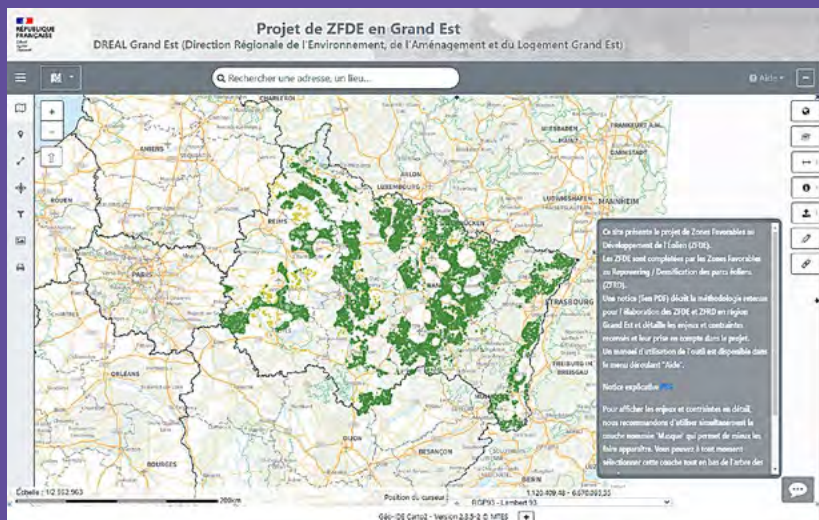 RÉPUBLIQUE
FRANÇAISE
Projet de ZFDE en Grand Est
DREAL Grand Est (Direction Régionale de l'Environnement, de l'Aménagement et du Logement Grand Est)
Rechercher une adresse, un lieu...
Aide
CHARLEROI
AMIENS
WIESBADEN
FRANKFURT A.M.
MAINZ
DARMSTADT
ARLON
LUXEMBOURG
LUDWIGSHAFEN
MANNHEIM
ROUEN
REIMS
PARIS
STRASBOURG
FREIBURG IM
BREISGAU
ORLÉANS
DIJON
BESANÇON
BOURGES
BERN
Ce site présente le projet de Zones Favorables au
Développement de l'Éolien (ZFDE).
Les ZFDE sont complétées par les Zones Favorables
au Repowering / Densification des parcs éoliens
(ZFRD).
Une notice (lien PDF) décrit la méthodologie retenue
pour l'élaboration des ZFDE et ZFRD en région
Grand Est et détaille les enjeux et contraintes
recensés et leur prise en compte dans le projet.
Un manuel d'utilisation de l'outil est disponible dans
le menu déroulant "Aide".
Notice explicative
Pour afficher les enjeux et contraintes en détail,
nous recommandons d'utiliser simultanément la
couche nommée 'Masque' qui permet de mieux les
faire apparaître. Vous pouvez à tout moment
sélectionner cette couche tout en bas de l'arbre des
Échelle : 1/2 552 963
200km
Position du curseur :
RGF93 - Lambert 93
Géo-IDE Carto2 - Version 2.8.5-2 © MTES